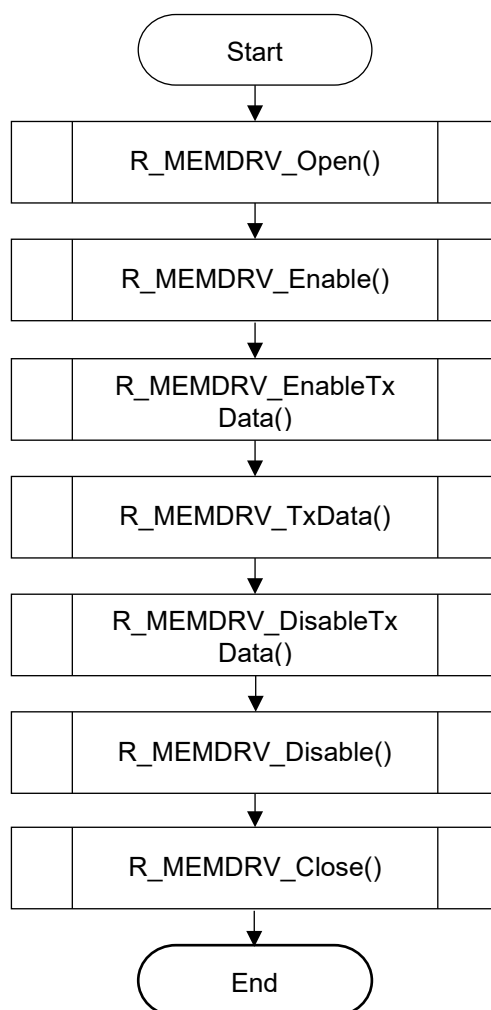 Start
R_MEMDRV_Open()
R_MEMDRV_Enable()
R_MEMDRV_EnableTx
Data()
R_MEMDRV_TxData()
R_MEMDRV_DisableTx
Data()
R_MEMDRV_Disable()
R_MEMDRV_Close()
End